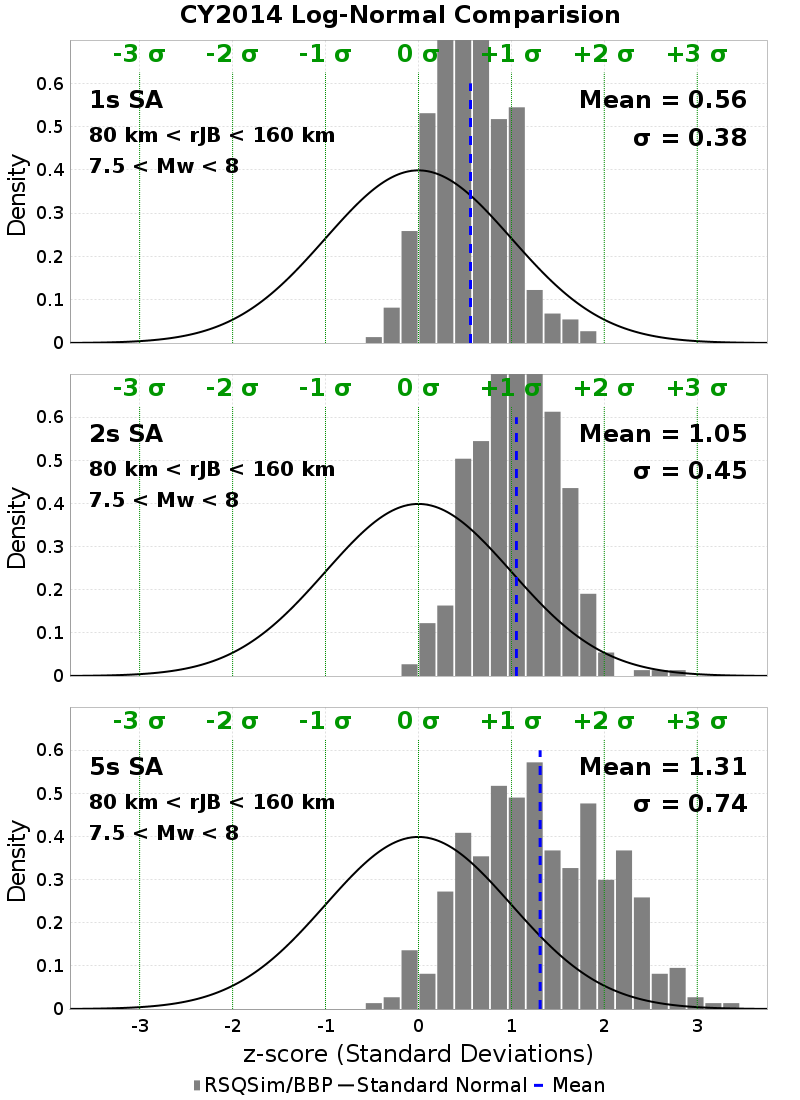 CY2014 Log-Normal Comparision
-3 σ -2 σ -1 σ 0 σ +1 σ +2 σ +3 σ
0.6
1s SA Mean = 0.56
0.5
80 km < rJB < 160 km σ = 0.38
7.5 < Mw < 8
0.4
Density
0.3
0.2
0.1
0
-3 σ -2 σ -1 σ 0 σ +1 σ +2 σ +3 σ
0.6
2s SA Mean = 1.05
0.5
80 km < rJB < 160 km σ = 0.45
7.5 < Mw < 8
0.4
Density
0.3
0.2
0.1
0
-3 σ -2 σ -1 σ 0 σ +1 σ +2 σ +3 σ
0.6
5s SA Mean = 1.31
0.5
80 km < rJB < 160 km σ = 0.74
7.5 < Mw < 8
0.4
Density
0.3
0.2
0.1
0
-3 -2 -1 0 1 2 3
z-score (Standard Deviations)
RSQSim/BBP Standard Normal Mean